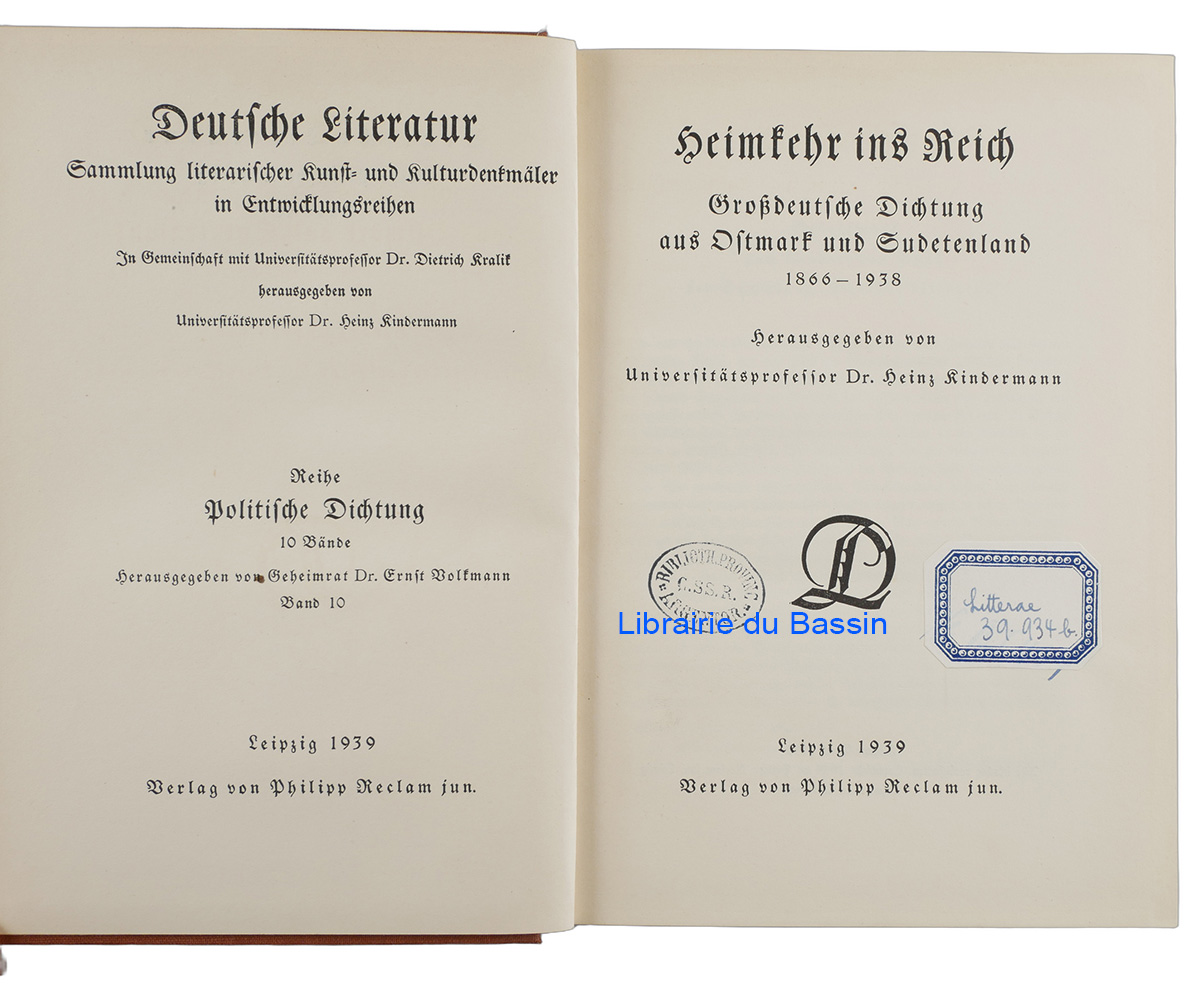 Deutsche Literatur
Sammlung literarischer Kunst- und Kulturdenkmäler
in Entwicklungsreihen
In Gemeinschaft mit Universitätsprofessor Dr. Dietrich Kralik
herausgegeben von
Universitätsprofessor Dr. Heinz Kindermann
Reihe
Politische Dichtung
10 Bände
Herausgegeben von Geheimrat Dr. Ernst Volkmann
Band 10
Leipzig 1939
Verlag von Philipp Reclam jun.
Heimkehr ins Reich
Großdeutsche Dichtung
aus Ostmark und Sudetenland
1866 – 1938
Herausgegeben von
Universitätsprofessor Dr. Heinz Kindermann
BIBLIOTH. PROVINC.
C.SS.R.
Librairie du Bassin
Litterae
39.934 b.
Leipzig 1939
Verlag von Philipp Reclam jun.